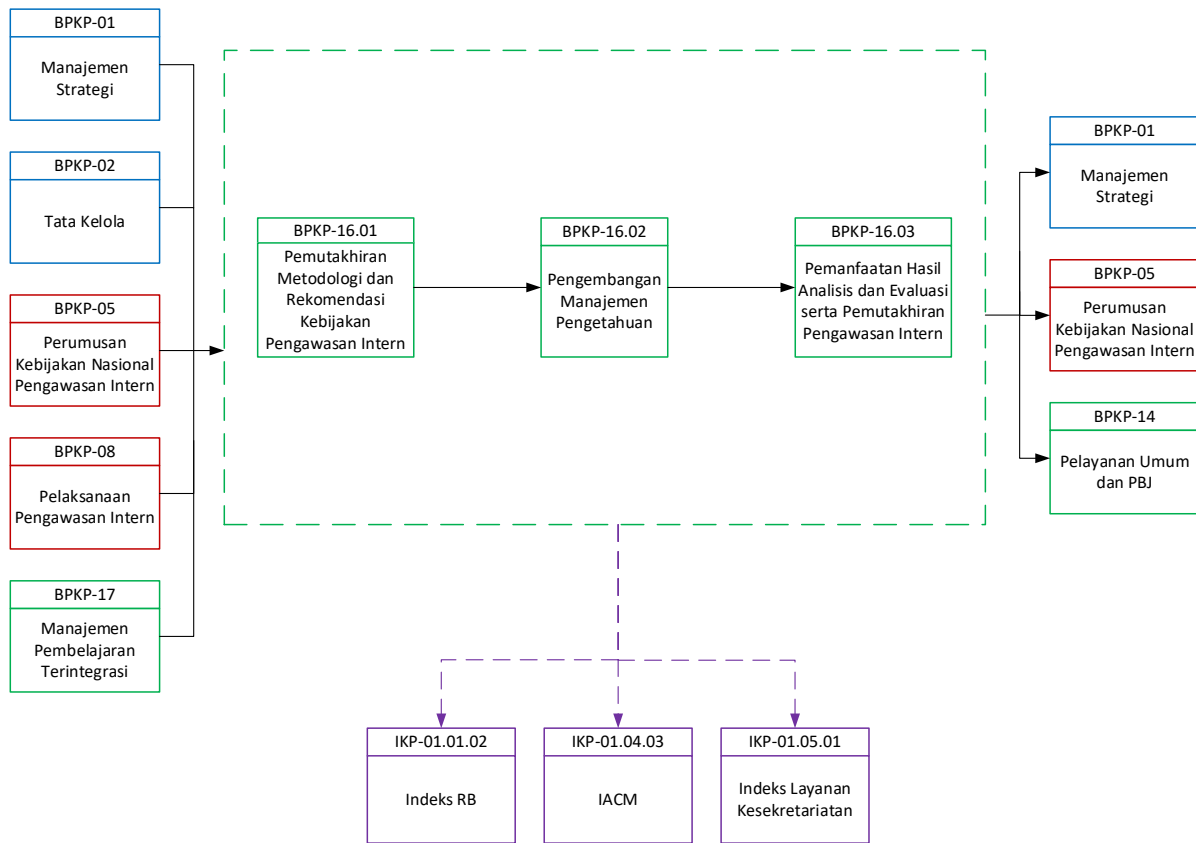 BPKP-01
Manajemen
Strategi
BPKP-02
Tata Kelola
BPKP-05
Perumusan
Kebijakan Nasional
Pengawasan Intern
BPKP-08
Pelaksanaan
Pengawasan Intern
BPKP-17
Manajemen
Pembelajaran
Terintegrasi
BPKP-16.01
Pemutakhiran
Metodologi dan
Rekomendasi
Kebijakan
Pengawasan Intern
BPKP-16.02
Pengembangan
Manajemen
Pengetahuan
BPKP-16.03
Pemanfaatan Hasil
Analisis dan Evaluasi
serta Pemutakhiran
Pengawasan Intern
BPKP-01
Manajemen
Strategi
BPKP-05
Perumusan
Kebijakan Nasional
Pengawasan Intern
BPKP-14
Pelayanan Umum
dan PBJ
IKP-01.01.02
Indeks RB
IKP-01.04.03
IACM
IKP-01.05.01
Indeks Layanan
Kesekretariatan